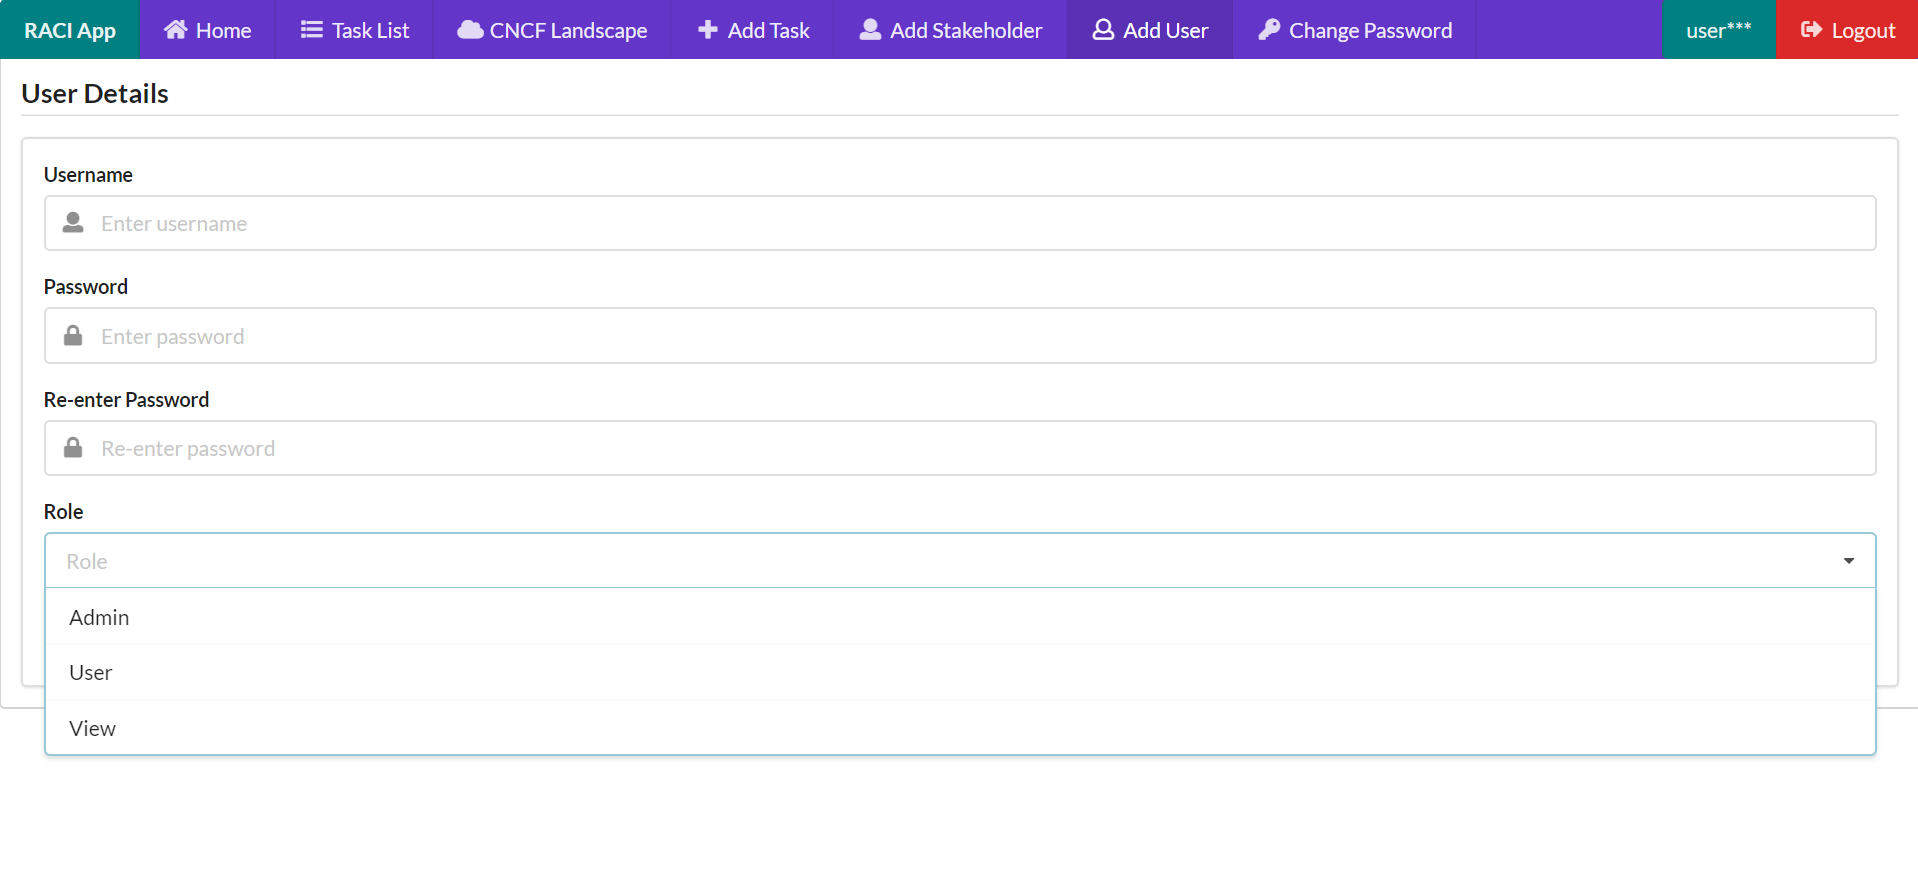 RACI App Home Task List CNCF Landscape Add Task Add Stakeholder Add User Change Password user*** Logout
User Details
Username
Enter username
Password
Enter password
Re-enter Password
Re-enter password
Role
Role
Admin
User
View